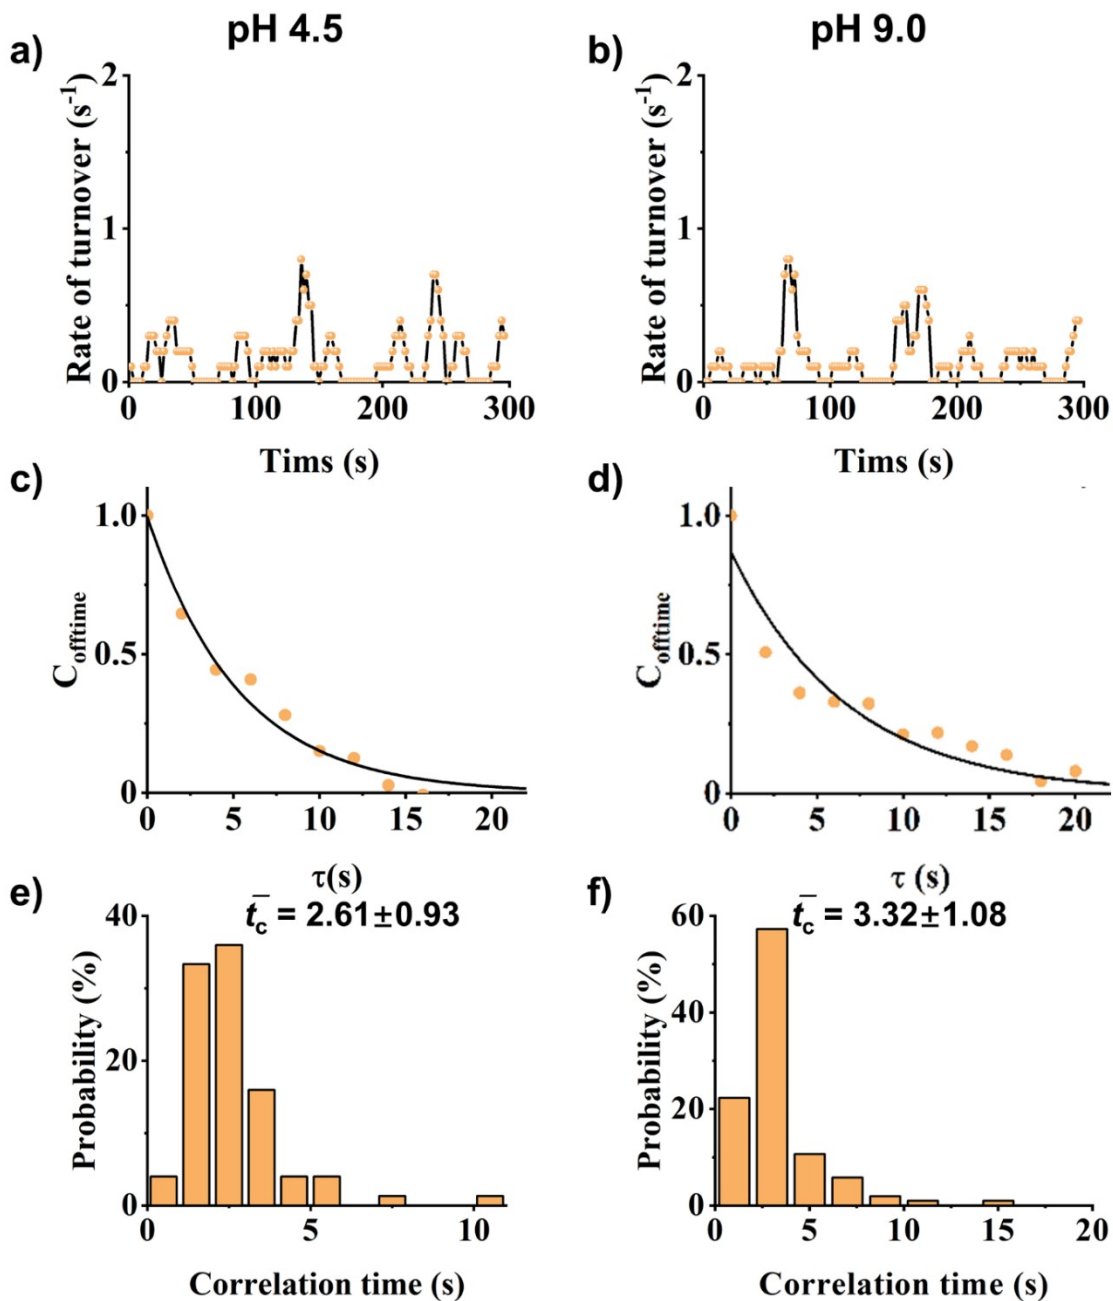 pH 4.5
pH 9.0
a)
Rate of turnover (s⁻¹)
2
1
0
0 100 200 300
Tims (s)
b)
Rate of turnover (s⁻¹)
2
1
0
0 100 200 300
Tims (s)
c)
C_offtime
1.0
0.5
0
0 5 10 15 20
τ(s)
d)
C_offtime
1.0
0.5
0
0 5 10 15 20
τ (s)
e)
t̄_c = 2.61±0.93
Probability (%)
40
20
0
0 5 10
Correlation time (s)
f)
t̄_c = 3.32±1.08
Probability (%)
60
40
20
0
0 5 10 15 20
Correlation time (s)